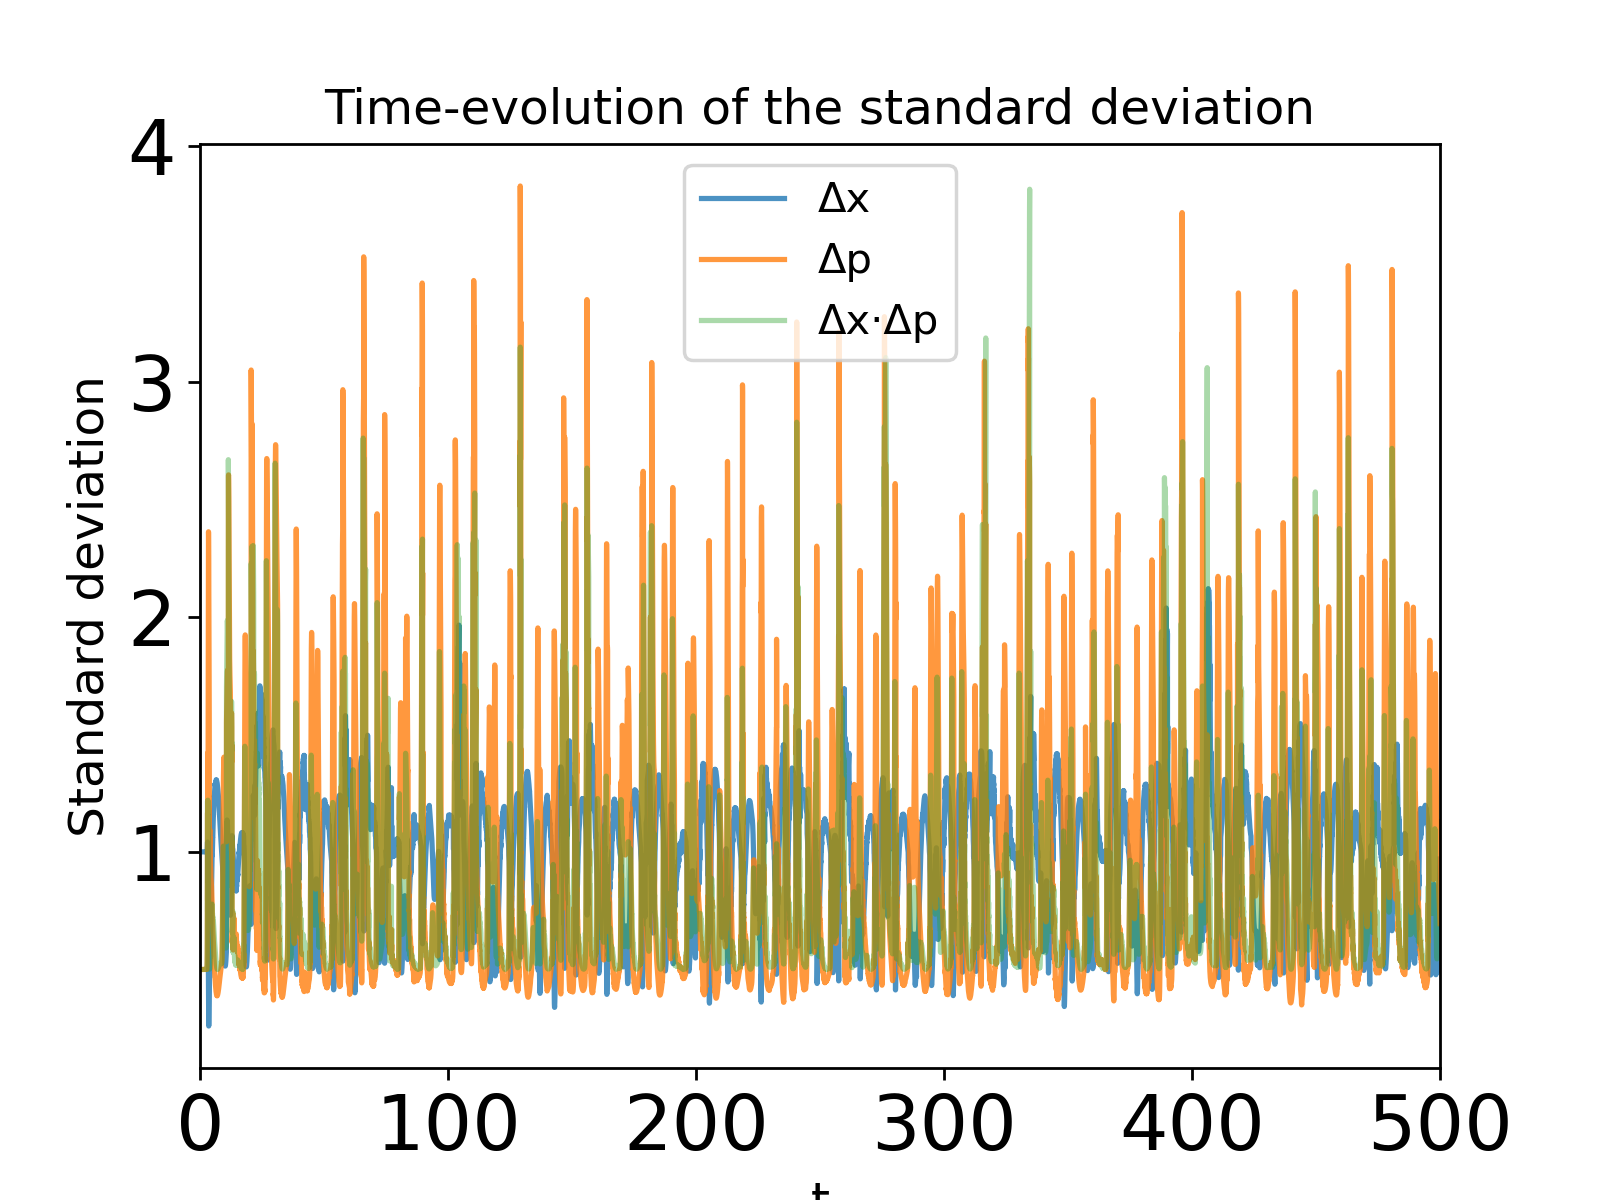 Time-evolution of the standard deviation
Δx
Δp
Δx·Δp
Standard deviation
4
3
2
1
0 100 200 300 400 500
t